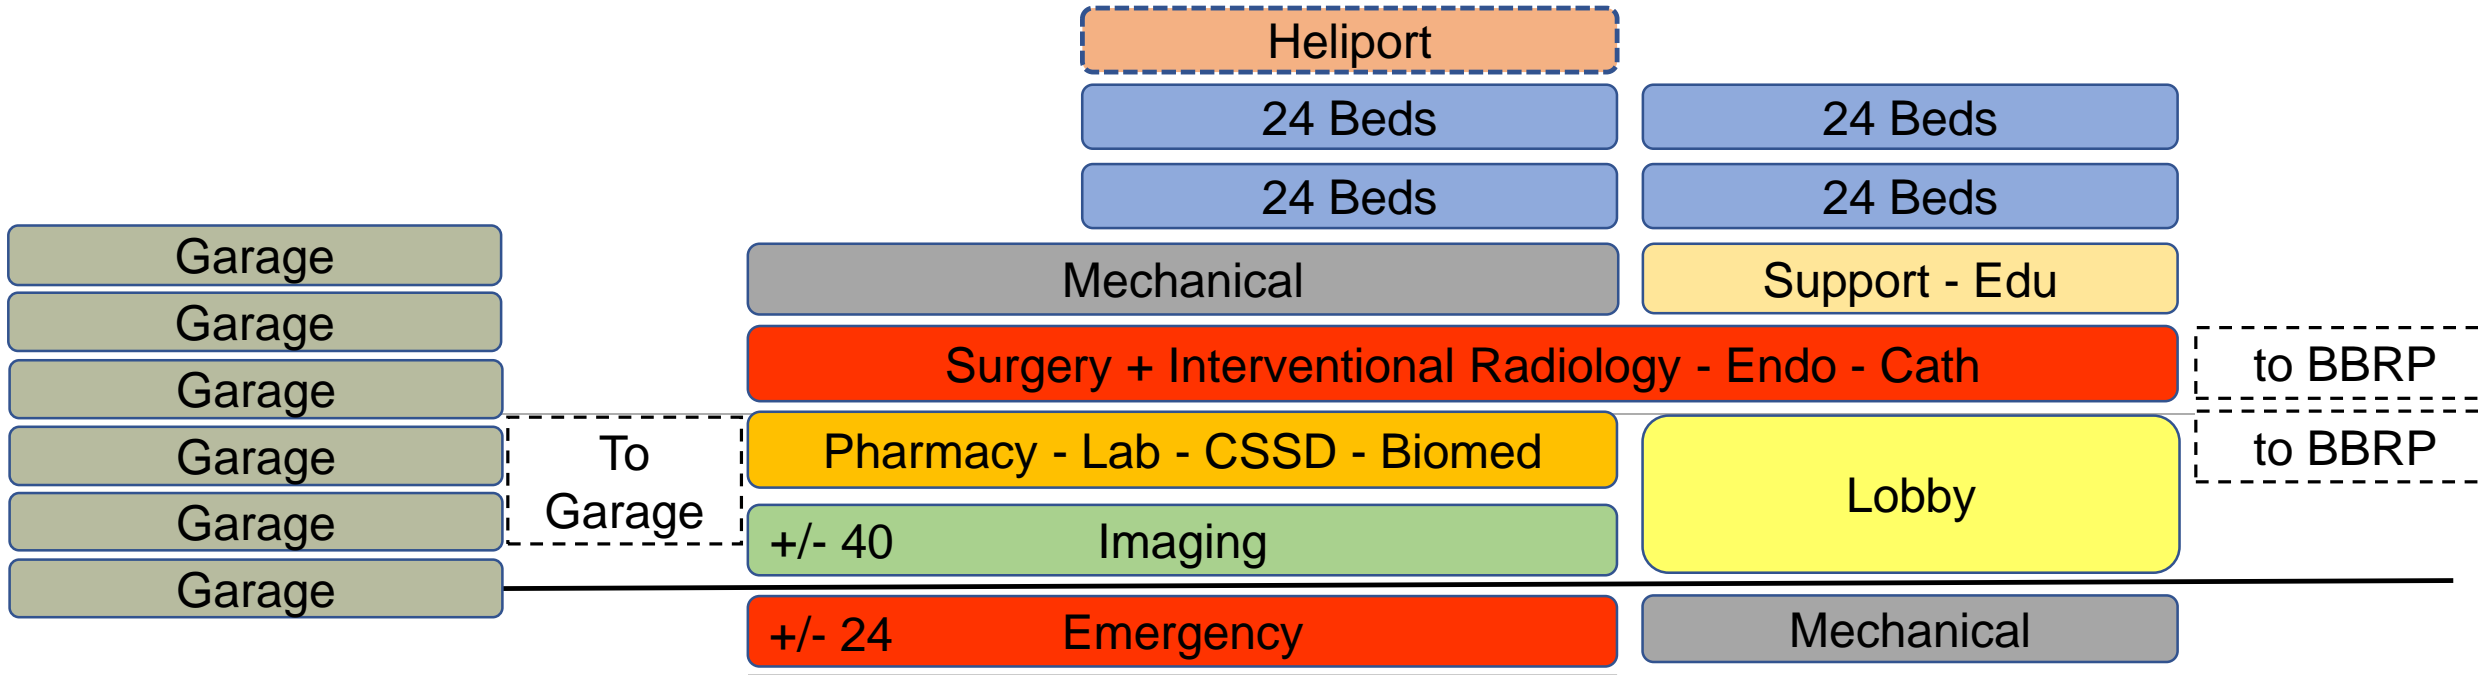 Heliport
24 Beds
24 Beds
24 Beds
24 Beds
Garage
Garage
Garage
Garage
Garage
Garage
To
Garage
Mechanical
Support - Edu
Surgery + Interventional Radiology - Endo - Cath
to BBRP
Pharmacy - Lab - CSSD - Biomed
Lobby
to BBRP
+/- 40 Imaging
+/- 24 Emergency
Mechanical